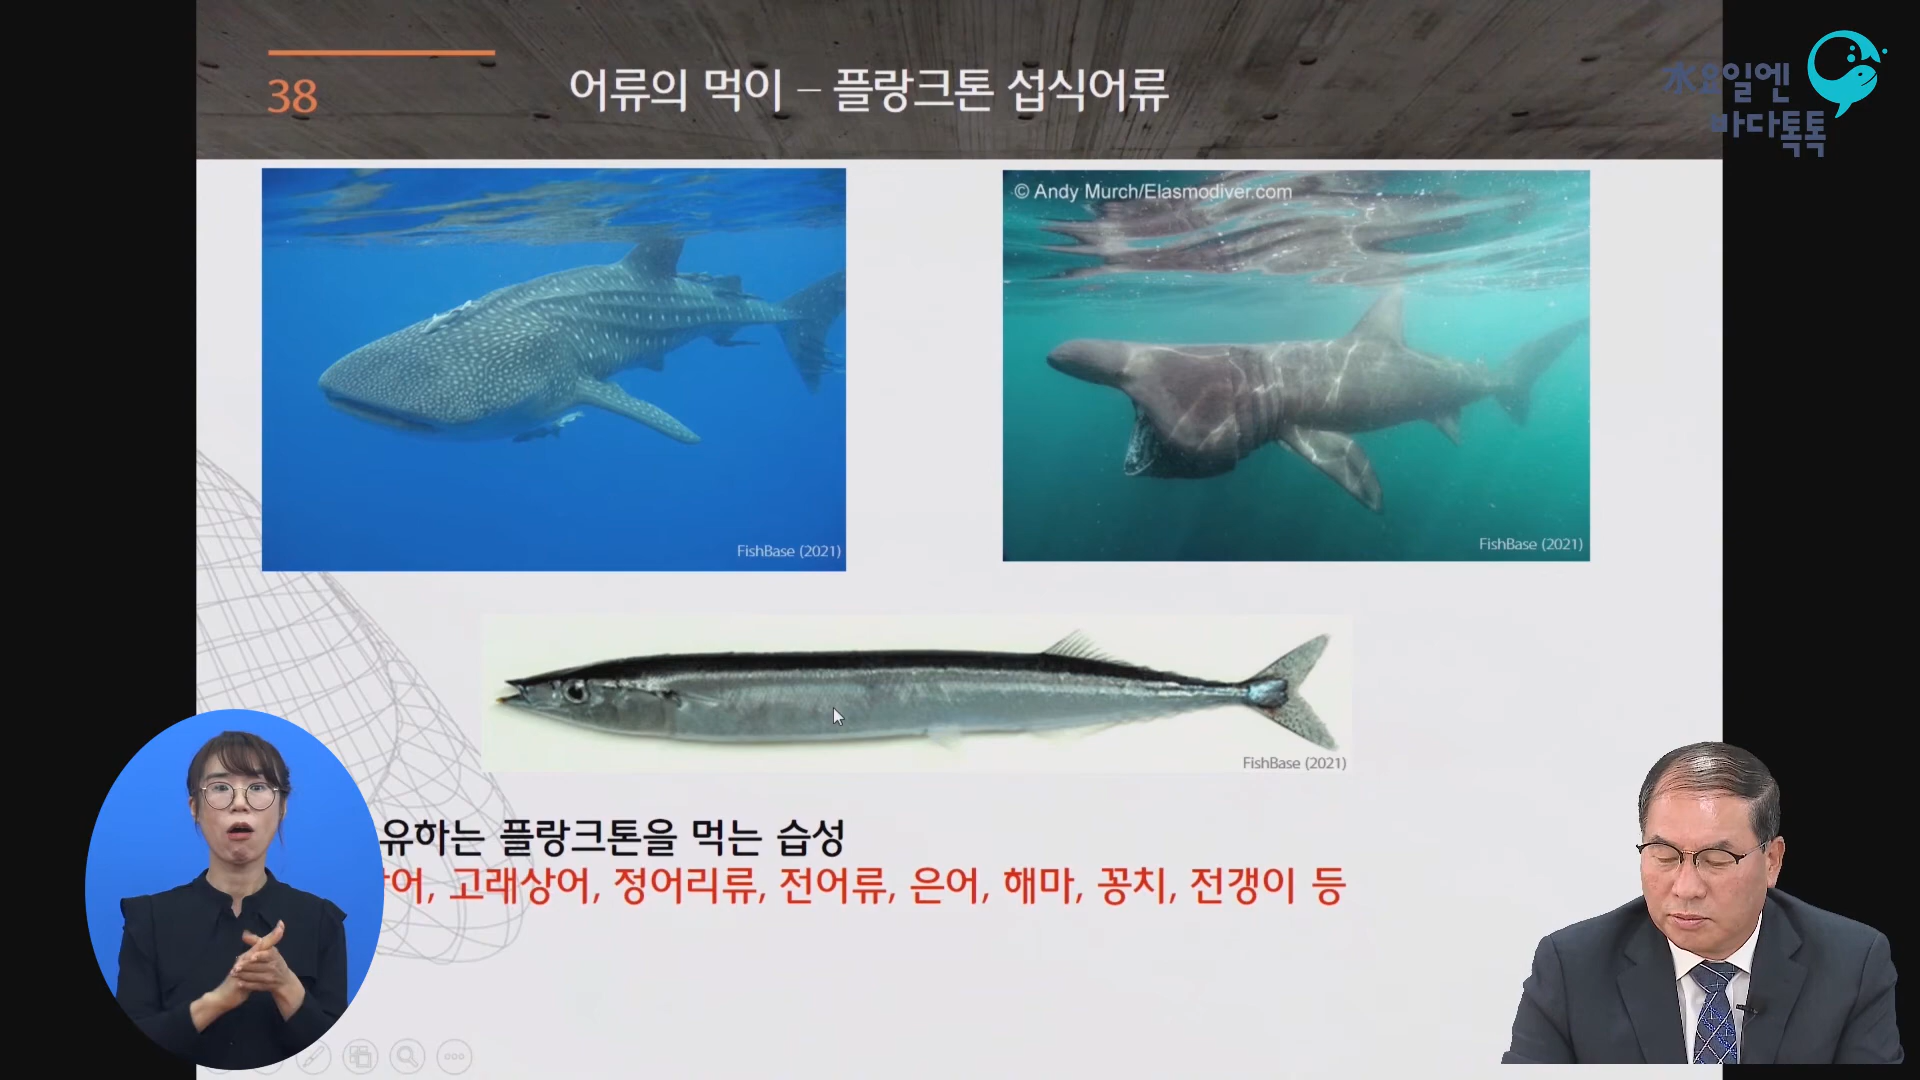 38
어류의 먹이 – 플랑크톤 섭식어류
水요일엔
바다톡톡
© Andy Murch/Elasmodiver.com
FishBase (2021)
FishBase (2021)
FishBase (2021)
유하는 플랑크톤을 먹는 습성
고래상어, 정어리류, 전어류, 은어, 해마, 꽁치, 전갱이 등